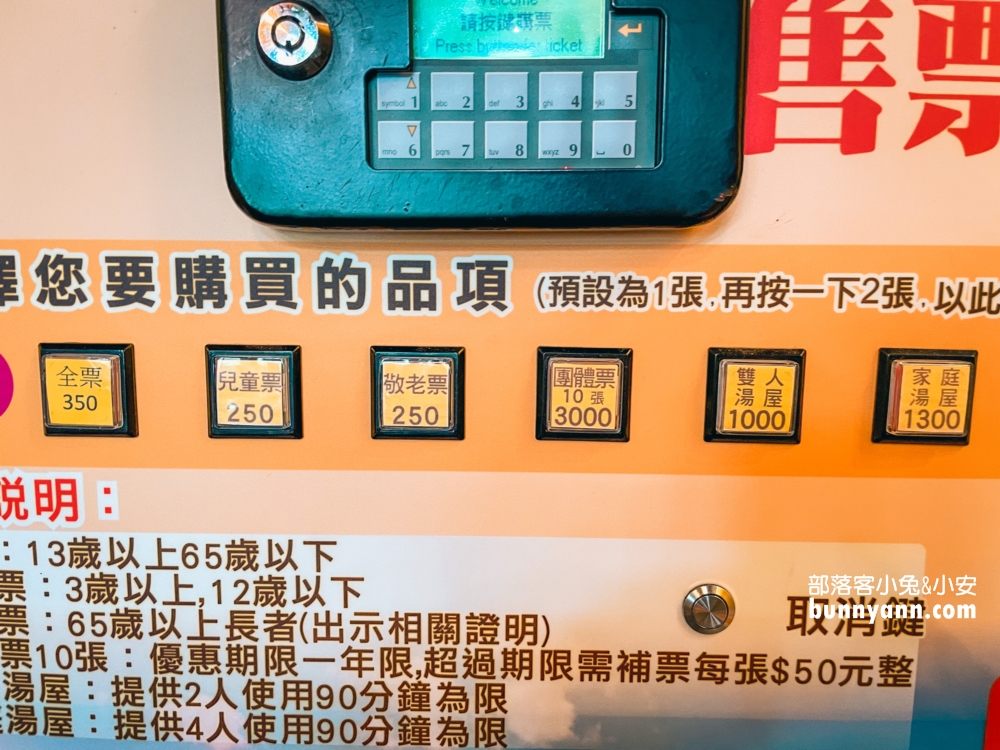 Welcome
請按鍵購票
Press button for ticket
symbol 1
abc 2
def 3
ghi 4
jkl 5
mno 6
pqrs 7
tuv 8
wxyz 9
0
售票
擇您要購買的品項 (預設為1張,再按一下2張,以此
全票
350
兒童票
250
敬老票
250
團體票
10張
3000
雙人
湯屋
1000
家庭
湯屋
1300
説明:
:13歲以上65歲以下
票:3歲以上,12歲以下
票:65歲以上長者(出示相關證明)
票10張:優惠期限一年限,超過期限需補票每張$50元整
湯屋:提供2人使用90分鐘為限
湯屋:提供4人使用90分鐘為限
取消鍵
部落客小兔&小安
bunnyann.com